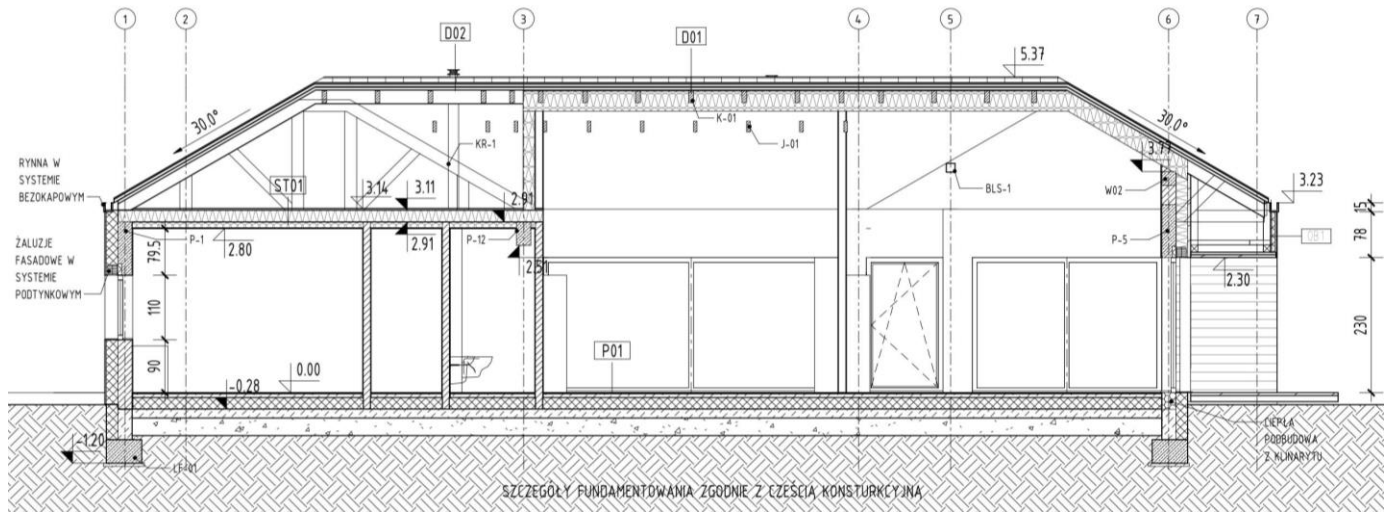 1 2 3 4 5 6 7
D02 D01
5.37
30.0° 30.0°
K-01
J-01
KR-1
3.77
RYNNA W
SYSTEMIE
BEZOKAPOWYM
ST01
3.14 3.11
2.91
BLS-1
W02
3.23
15
P-1
P-12
P-5
78
79.5
2.80
2.91
ŻALUZJE
FASADOWE W
SYSTEMIE
PODTYNKOWYM
2.51
2.30
110
230
P01
90
0.00
-0.28
-1.20
LF-01
CIEPŁA
PODBUDOWA
Z KLINARYTU
SZCZEGÓŁY FUNDAMENTOWANIA ZGODNIE Z CZEŚCIĄ KONSTURKCYJNĄ